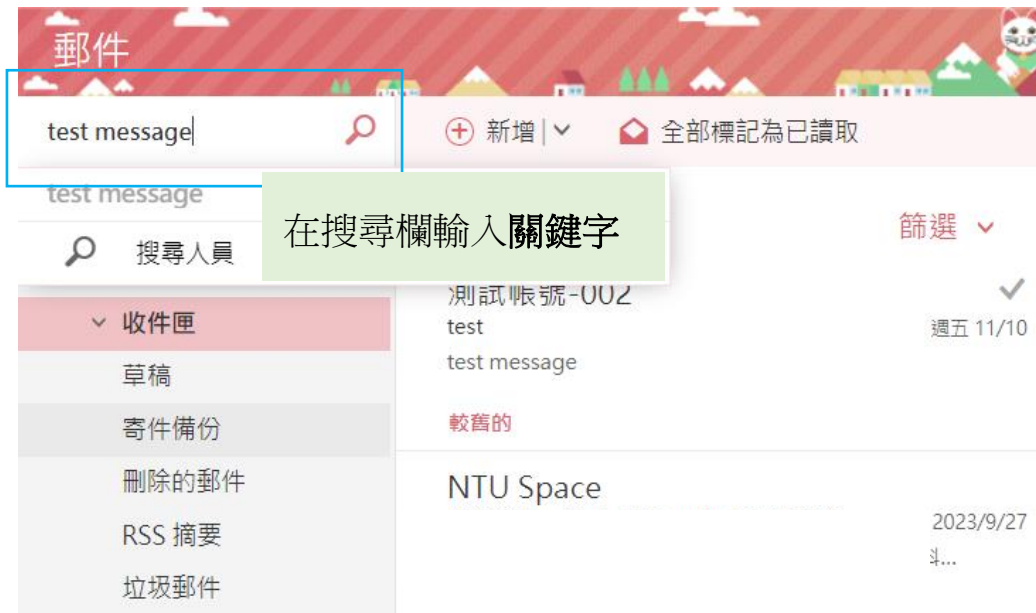 郵件
test message
新增
全部標記為已讀取
test message
在搜尋欄輸入關鍵字
篩選
搜尋人員
測試帳號-002
收件匣
test
週五 11/10
草稿
test message
寄件備份
較舊的
刪除的郵件
NTU Space
RSS 摘要
2023/9/27
垃圾郵件